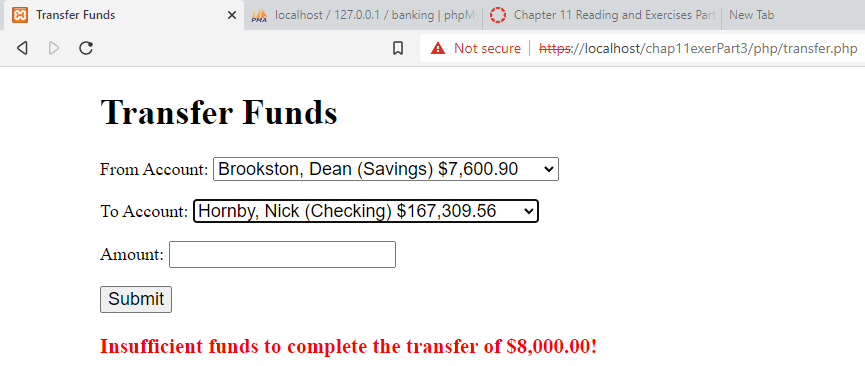 Transfer Funds
localhost / 127.0.0.1 / banking | phpM
Chapter 11 Reading and Exercises Part
New Tab
Not secure | https://localhost/chap11exerPart3/php/transfer.php
Transfer Funds
From Account: Brookston, Dean (Savings) $7,600.90
To Account: Hornby, Nick (Checking) $167,309.56
Amount:
Submit
Insufficient funds to complete the transfer of $8,000.00!